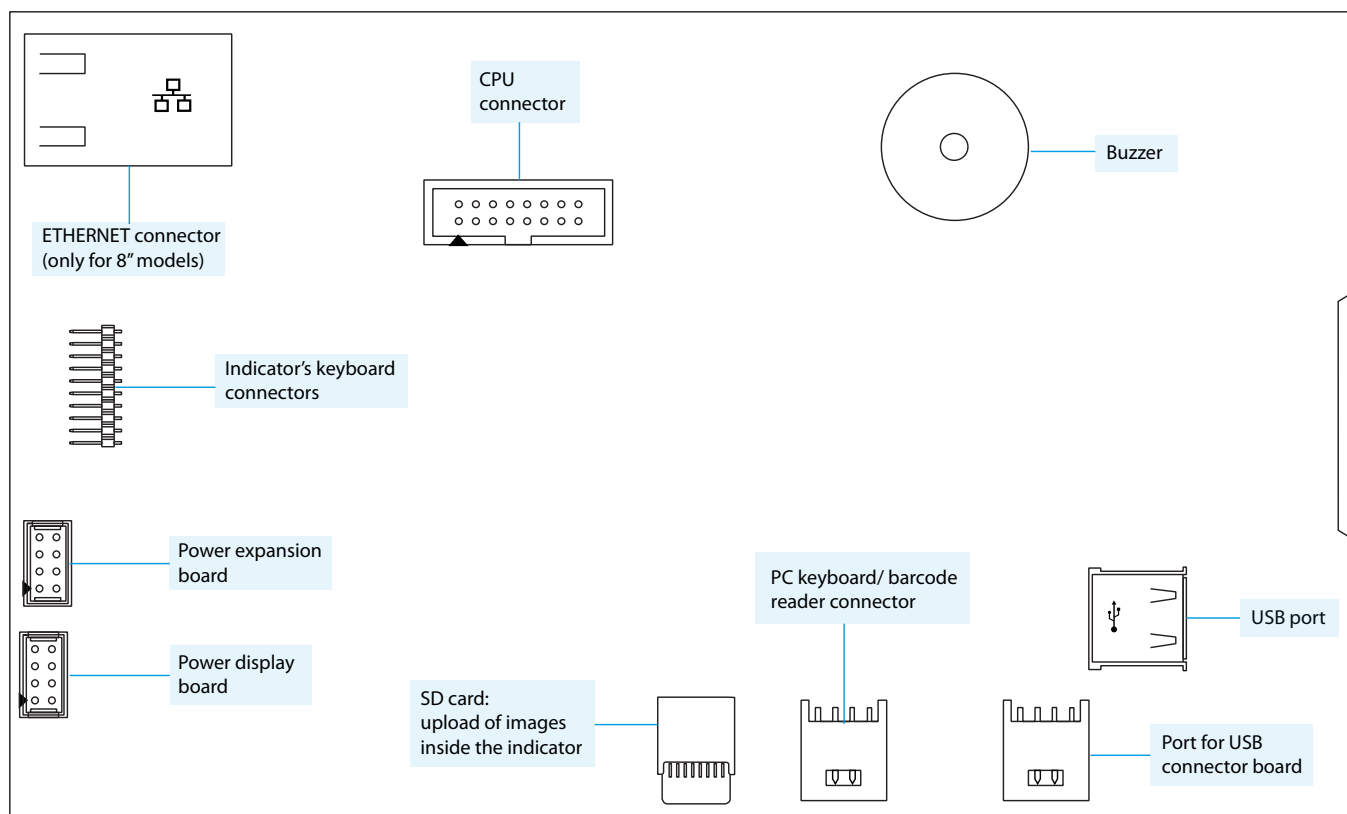 CPU
connector
Buzzer
ETHERNET connector
(only for 8” models)
Indicator’s keyboard
connectors
Power expansion
board
PC keyboard/ barcode
reader connector
USB port
Power display
board
SD card:
upload of images
inside the indicator
Port for USB
connector board